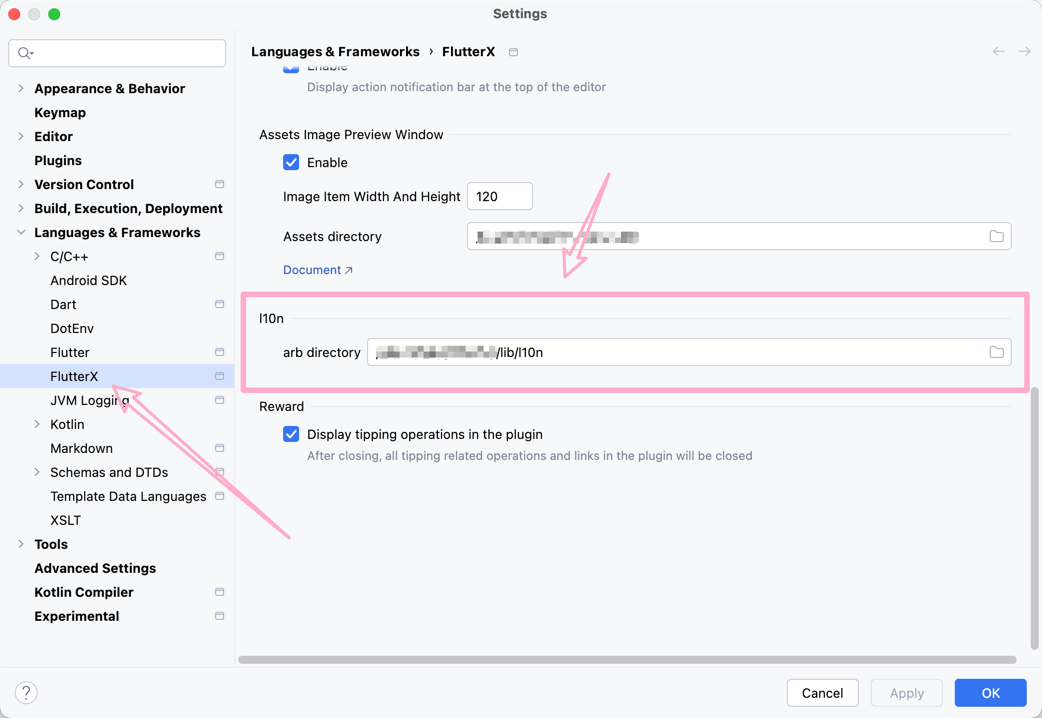 Settings
Languages & Frameworks › FlutterX
Appearance & Behavior
Keymap
Editor
Plugins
Version Control
Build, Execution, Deployment
Languages & Frameworks
C/C++
Android SDK
Dart
DotEnv
Flutter
FlutterX
JVM Logging
Kotlin
Markdown
Schemas and DTDs
Template Data Languages
XSLT
Tools
Advanced Settings
Kotlin Compiler
Experimental
Enable
Display action notification bar at the top of the editor
Assets Image Preview Window
Enable
Image Item Width And Height 120
Assets directory
Document ↗
l10n
arb directory /lib/l10n
Reward
Display tipping operations in the plugin
After closing, all tipping related operations and links in the plugin will be closed
?
Cancel Apply OK